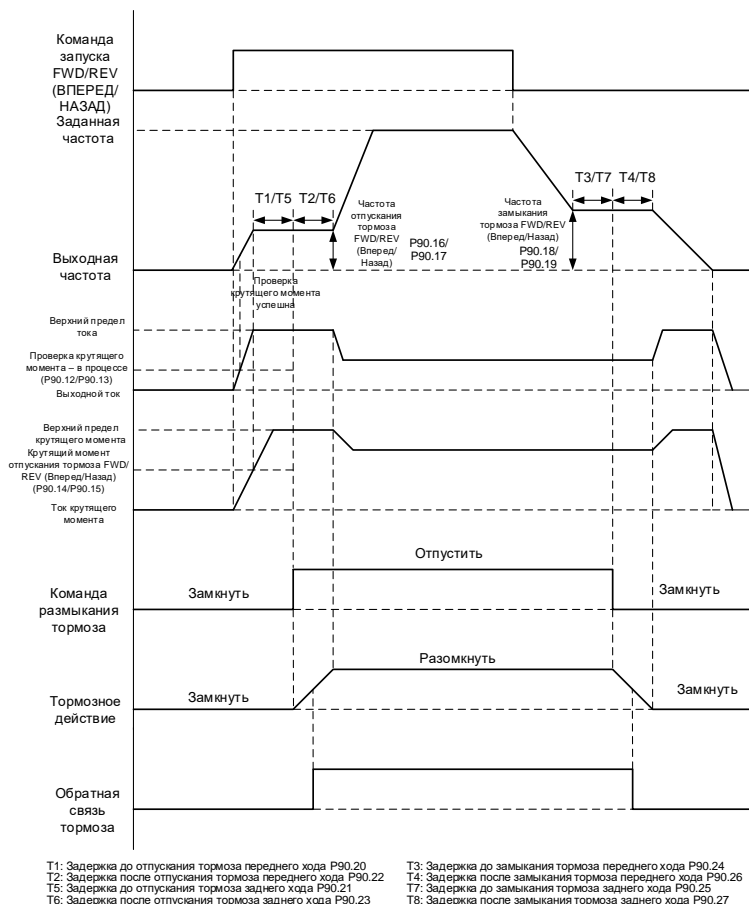 Команда
запуска
FWD/REV
(ВПЕРЕД/
НАЗАД)
Заданная
частота
T1/T5
T2/T6
T3/T7
T4/T8
Частота
отпускания
тормоза
FWD/REV
(Вперед/
Назад)
P90.16/
P90.17
Частота
замыкания
тормоза FWD/REV
(Вперед/Назад)
P90.18/
P90.19
Выходная
частота
Проверка
крутящего момента
успешна
Верхний предел
тока
Проверка крутящего
момента – в процессе
(P90.12/P90.13)
Выходной ток
Верхний предел
крутящего момента
Крутящий момент
отпускания тормоза FWD/
REV (Вперед/Назад)
(P90.14/P90.15)
Ток крутящего
момента
Команда
размыкания
тормоза
Замкнуть
Отпустить
Замкнуть
Тормозное
действие
Замкнуть
Разомкнуть
Замкнуть
Обратная
связь
тормоза
T1: Задержка до отпускания тормоза переднего хода P90.20
T2: Задержка после отпускания тормоза переднего хода P90.22
T5: Задержка до отпускания тормоза заднего хода P90.21
T6: Задержка после отпускания тормоза заднего хода P90.23
T3: Задержка до замыкания тормоза переднего хода P90.24
T4: Задержка после замыкания тормоза переднего хода P90.26
T7: Задержка до замыкания тормоза заднего хода P90.25
T8: Задержка после замыкания тормоза заднего хода P90.27